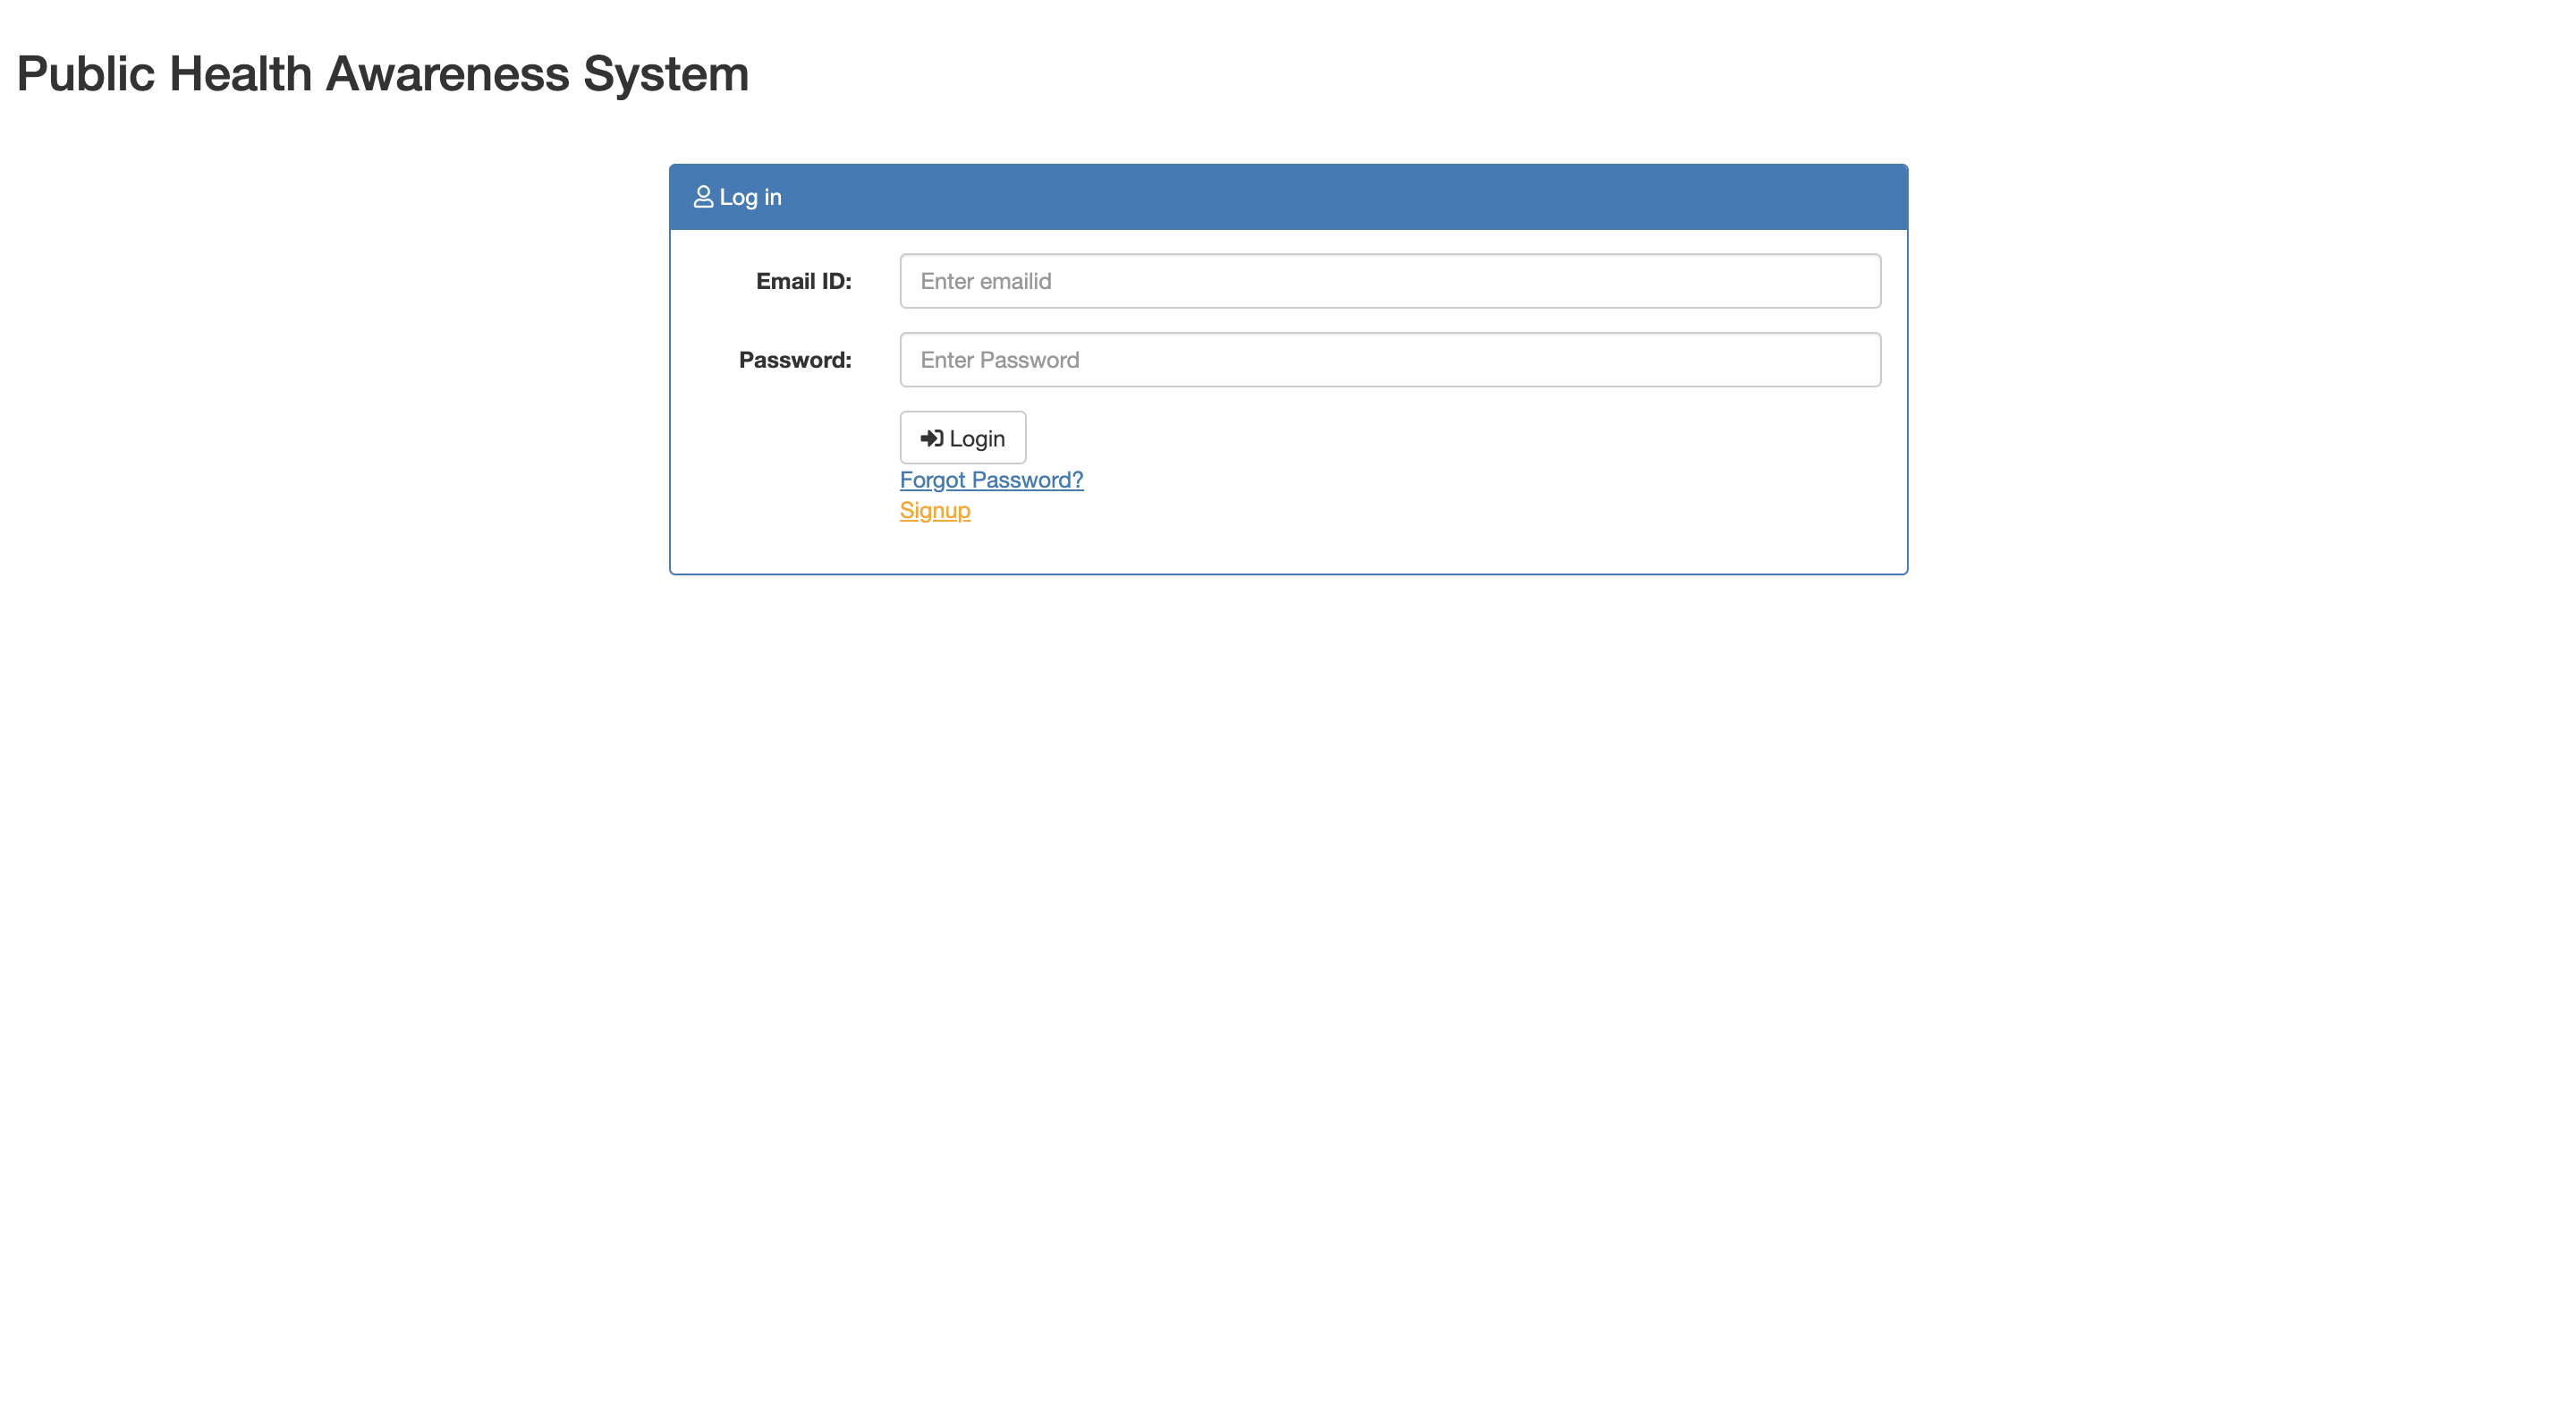 Public Health Awareness System
Log in
Email ID: Enter emailid
Password: Enter Password
Login
Forgot Password?
Signup